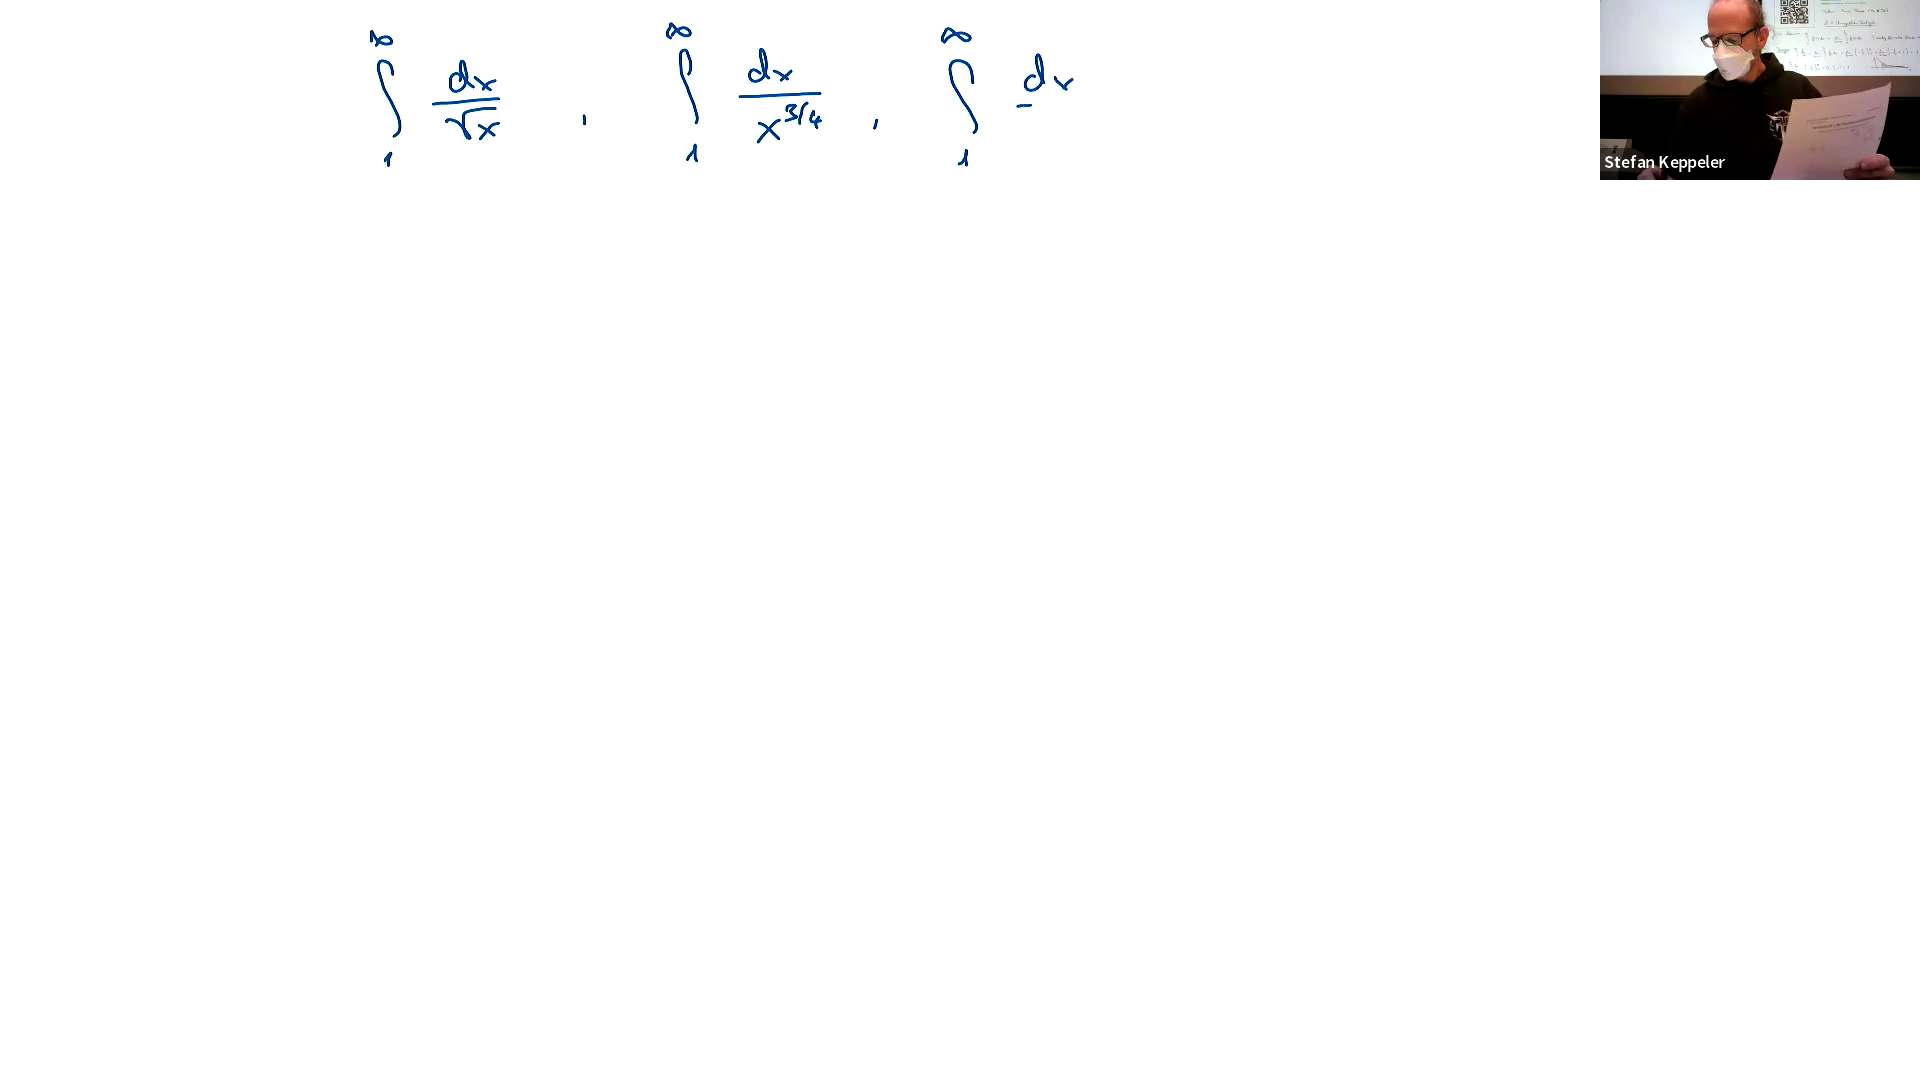 ∫₁^∞ dx/√x , ∫₁^∞ dx/x^{3/4} , ∫₁^∞ dx
Stefan Keppeler